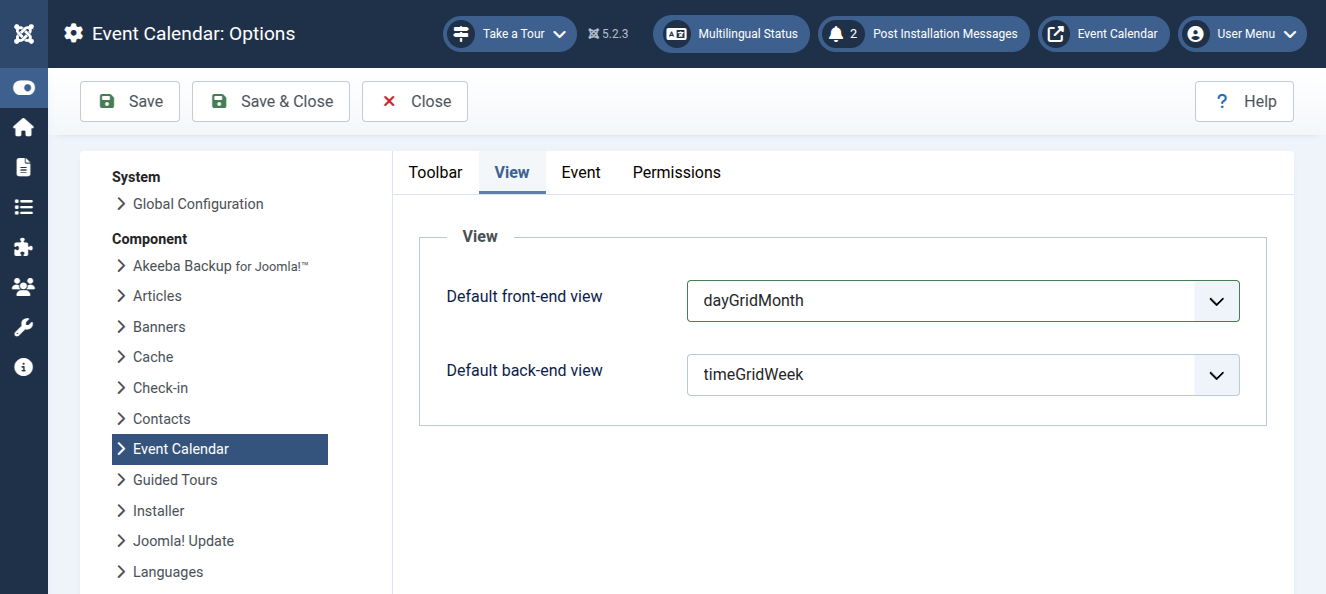 Event Calendar: Options
Take a Tour
5.2.3
Multilingual Status
2 Post Installation Messages
Event Calendar
User Menu
Save
Save & Close
Close
? Help
System
Global Configuration
Component
Akeeba Backup for Joomla!™
Articles
Banners
Cache
Check-in
Contacts
Event Calendar
Guided Tours
Installer
Joomla! Update
Languages
Toolbar
View
Event
Permissions
View
Default front-end view
dayGridMonth
Default back-end view
timeGridWeek